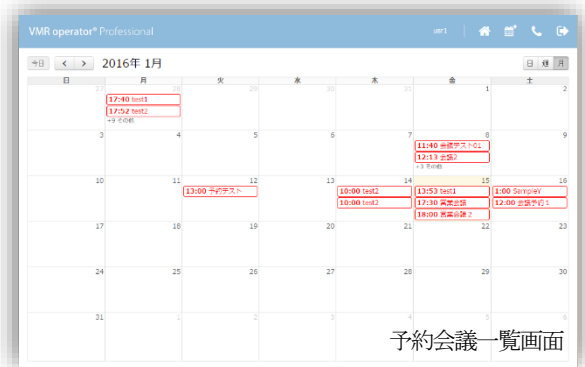 VMR operator® Professional
usr1
今日 < > 2016年 1月
日 週 月
日 月 火 水 木 金 土
27 28 29 30 31 1 2
17:40 test1
17:52 test2
+9 その他
3 4 5 6 7 8 9
11:40 会議テスト01
12:13 会議2
+3 その他
10 11 12 13 14 15 16
13:00 予約テスト
10:00 test2
10:00 test2
13:53 test1
17:30 営業会議
18:00 営業会議 2
1:00 SampleV
12:00 会議予約 1
17 18 19 20 21 22 23
24 25 26 27 28 29 30
31 1 2 3 4 5 6
予約会議一覧画面